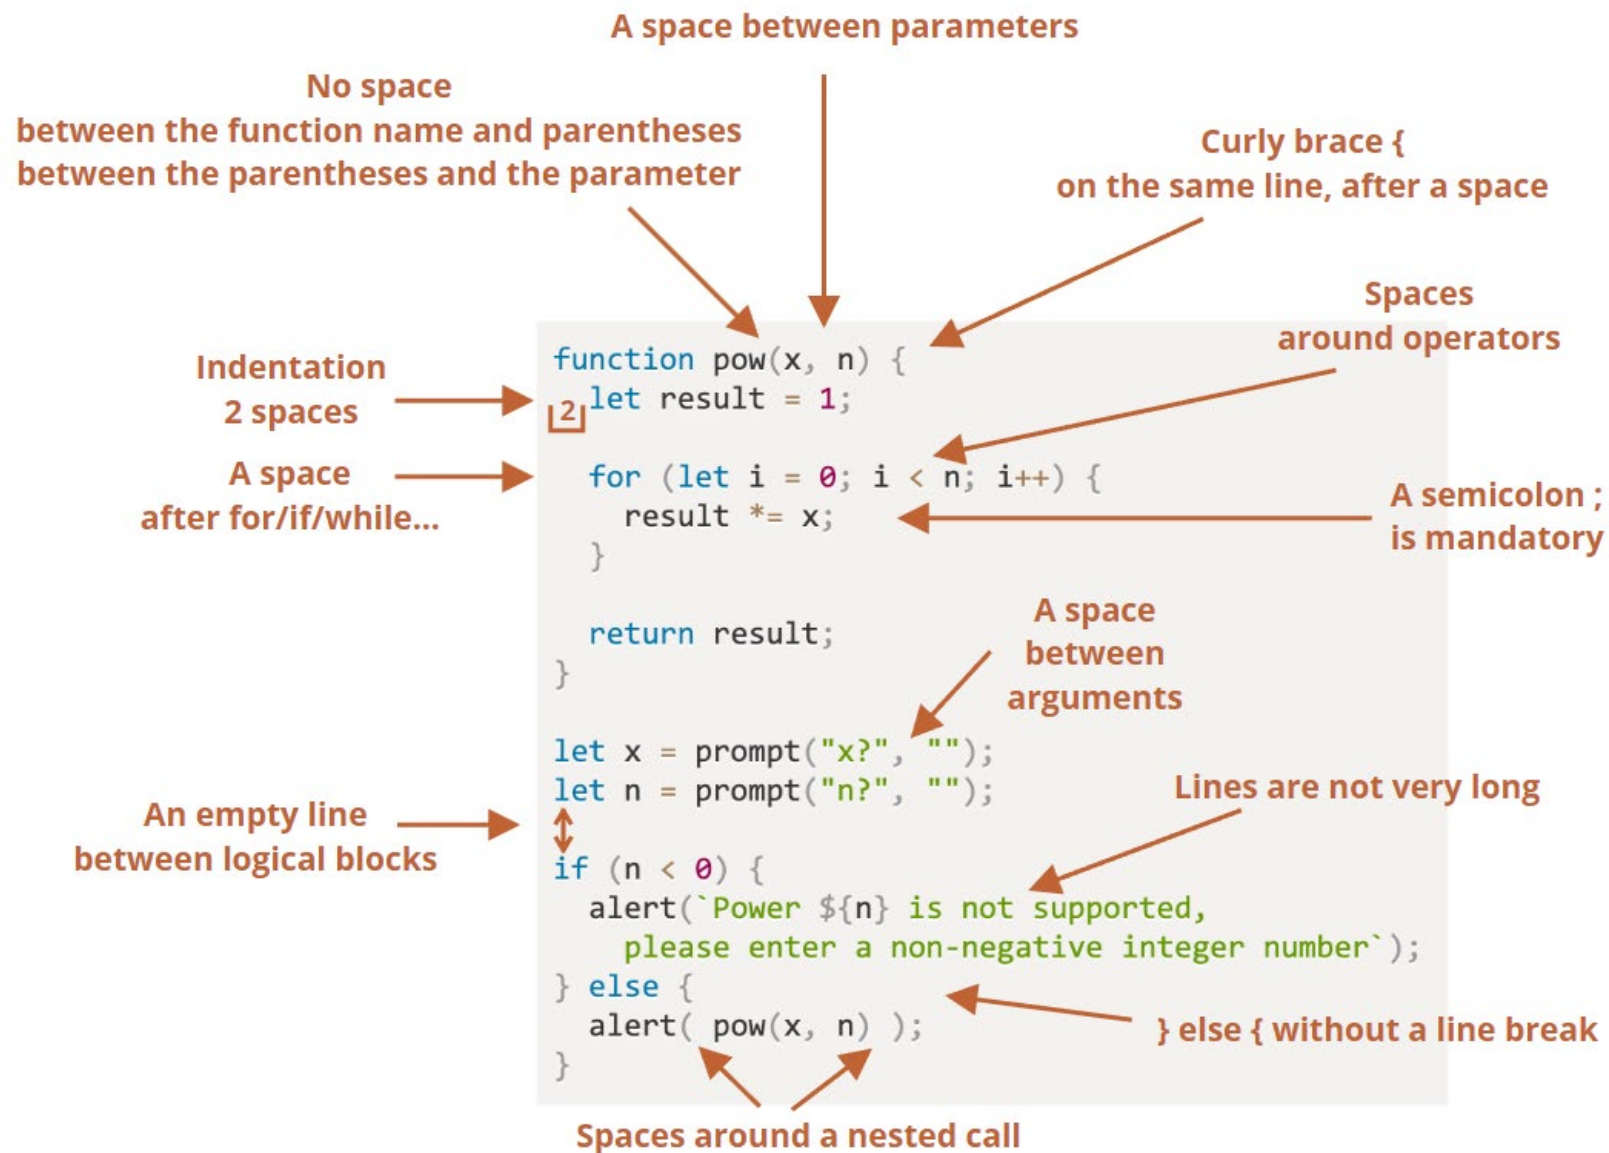 A space between parameters
No space
between the function name and parentheses
between the parentheses and the parameter
Curly brace {
on the same line, after a space
Spaces
around operators
Indentation
2 spaces
A space
after for/if/while...
function pow(x, n) {
2
let result = 1;
for (let i = 0; i < n; i++) {
result *= x;
}
return result;
}
A semicolon ;
is mandatory
A space
between
arguments
let x = prompt("x?", "");
let n = prompt("n?", "");
Lines are not very long
An empty line
between logical blocks
if (n < 0) {
alert(`Power ${n} is not supported,
please enter a non-negative integer number`);
} else {
alert( pow(x, n) );
}
} else { without a line break
Spaces around a nested call